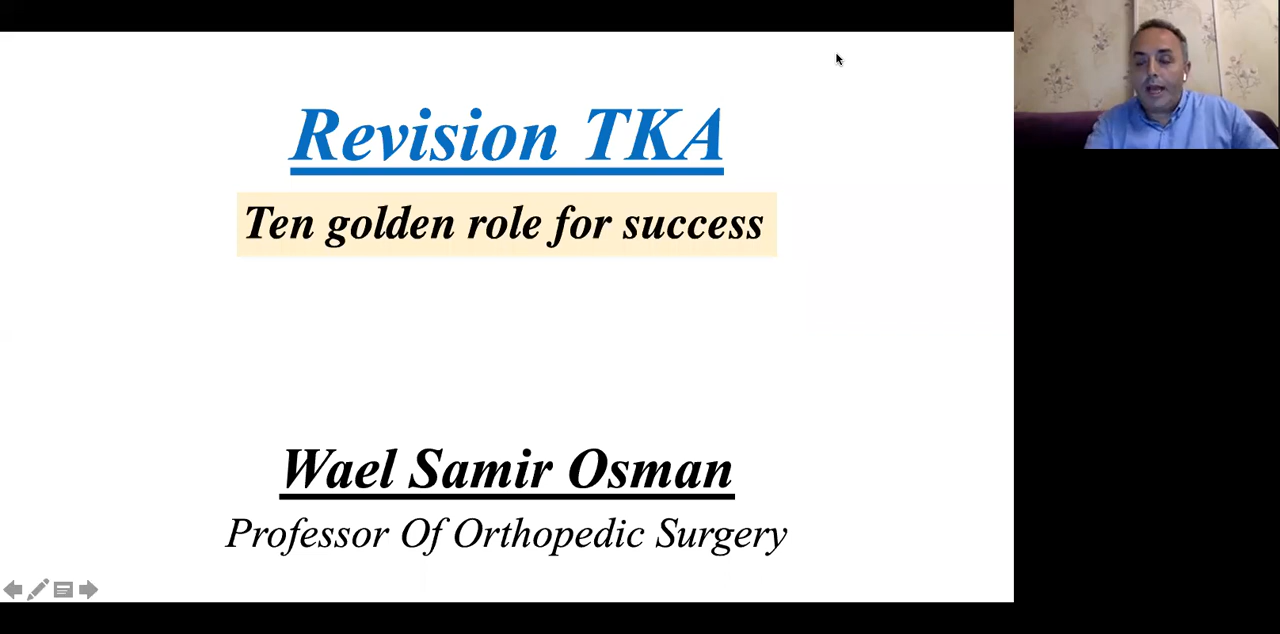 Revision TKA
Ten golden role for success
Wael Samir Osman
Professor Of Orthopedic Surgery